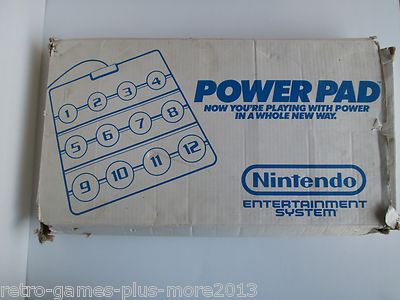 POWER PAD
NOW YOU'RE PLAYING WITH POWER
IN A WHOLE NEW WAY.
1 2 3 4
5 6 7 8
9 10 11 12
Nintendo
ENTERTAINMENT
SYSTEM
retro-games-plus-more2013